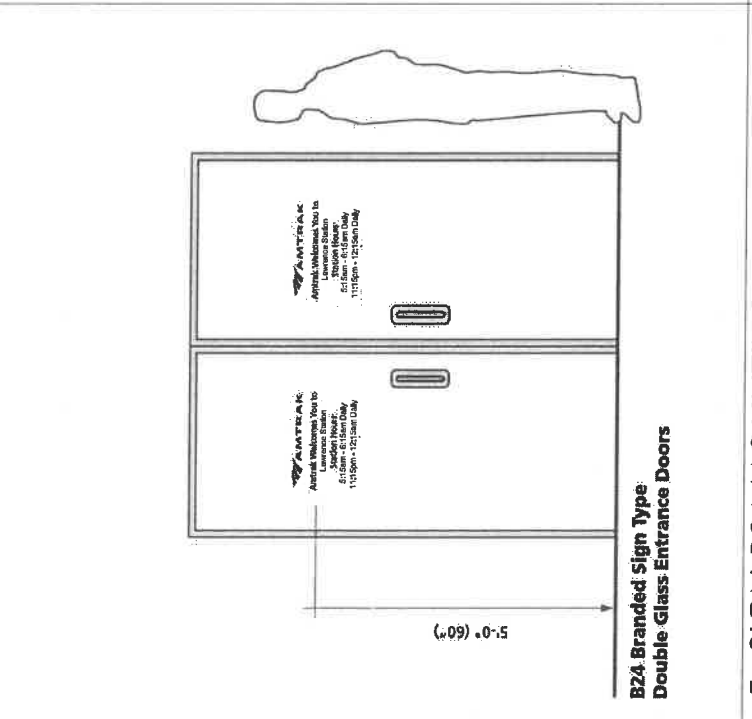 AMTRAK
Amtrak Welcomes You to
Lawrence Station
Station Hours:
5:15am - 6:15am Daily
11:15pm - 12:15am Daily
AMTRAK
Amtrak Welcomes You to
Lawrence Station
Station Hours:
5:15am - 6:15am Daily
11:15pm - 12:15am Daily
5'-0" (60")
B24 Branded Sign Type
Double Glass Entrance Doors